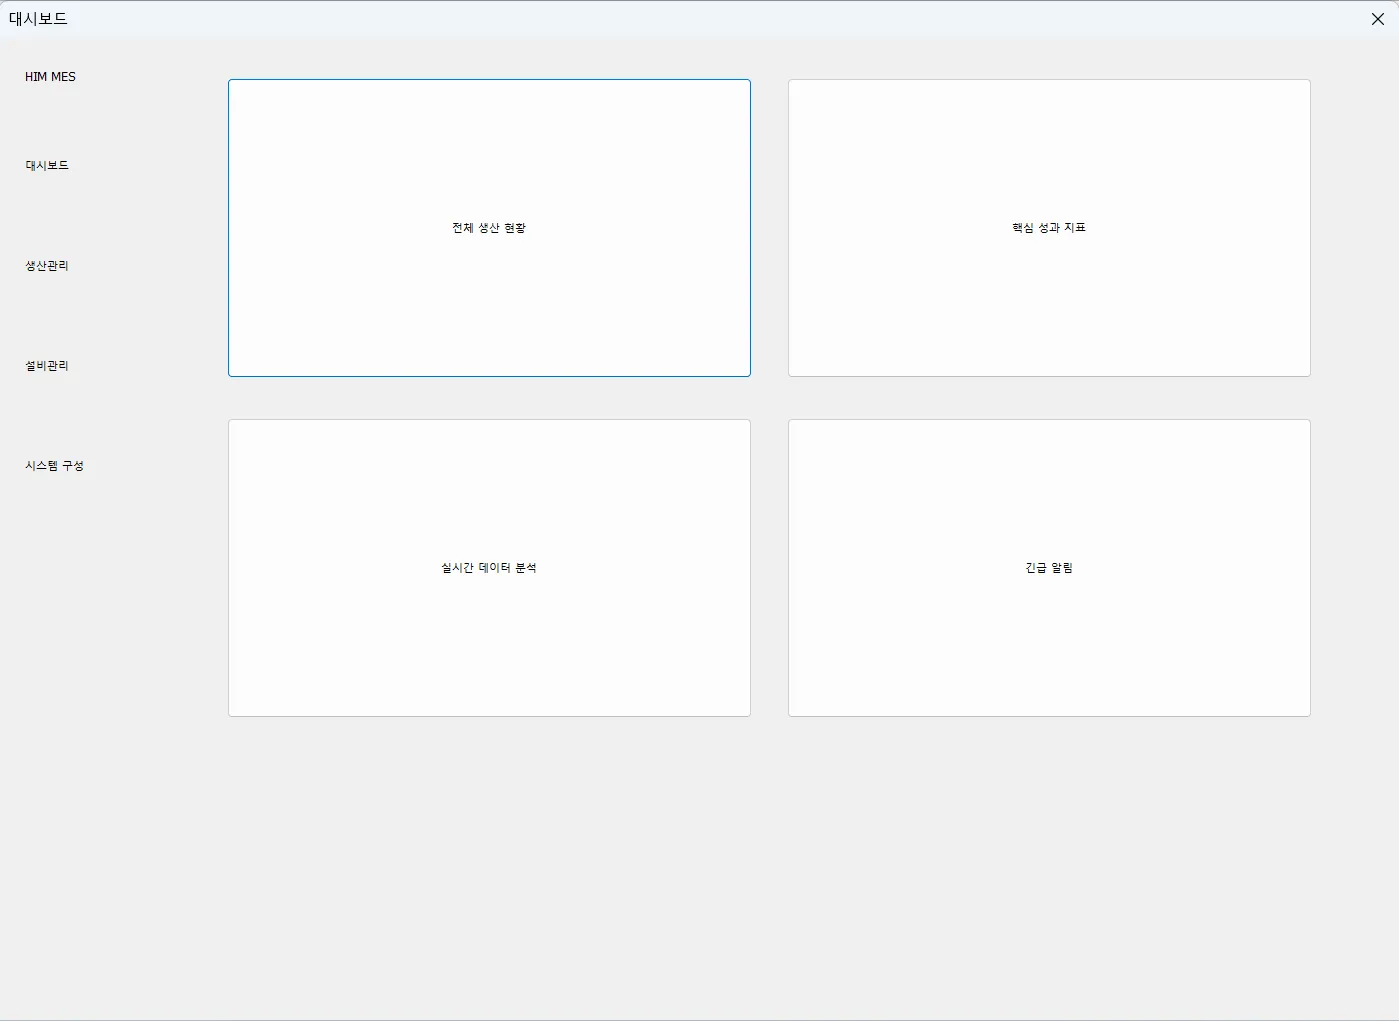 대시보드
HIM MES
대시보드
생산관리
설비관리
시스템 구성
전체 생산 현황
핵심 성과 지표
실시간 데이터 분석
긴급 알림